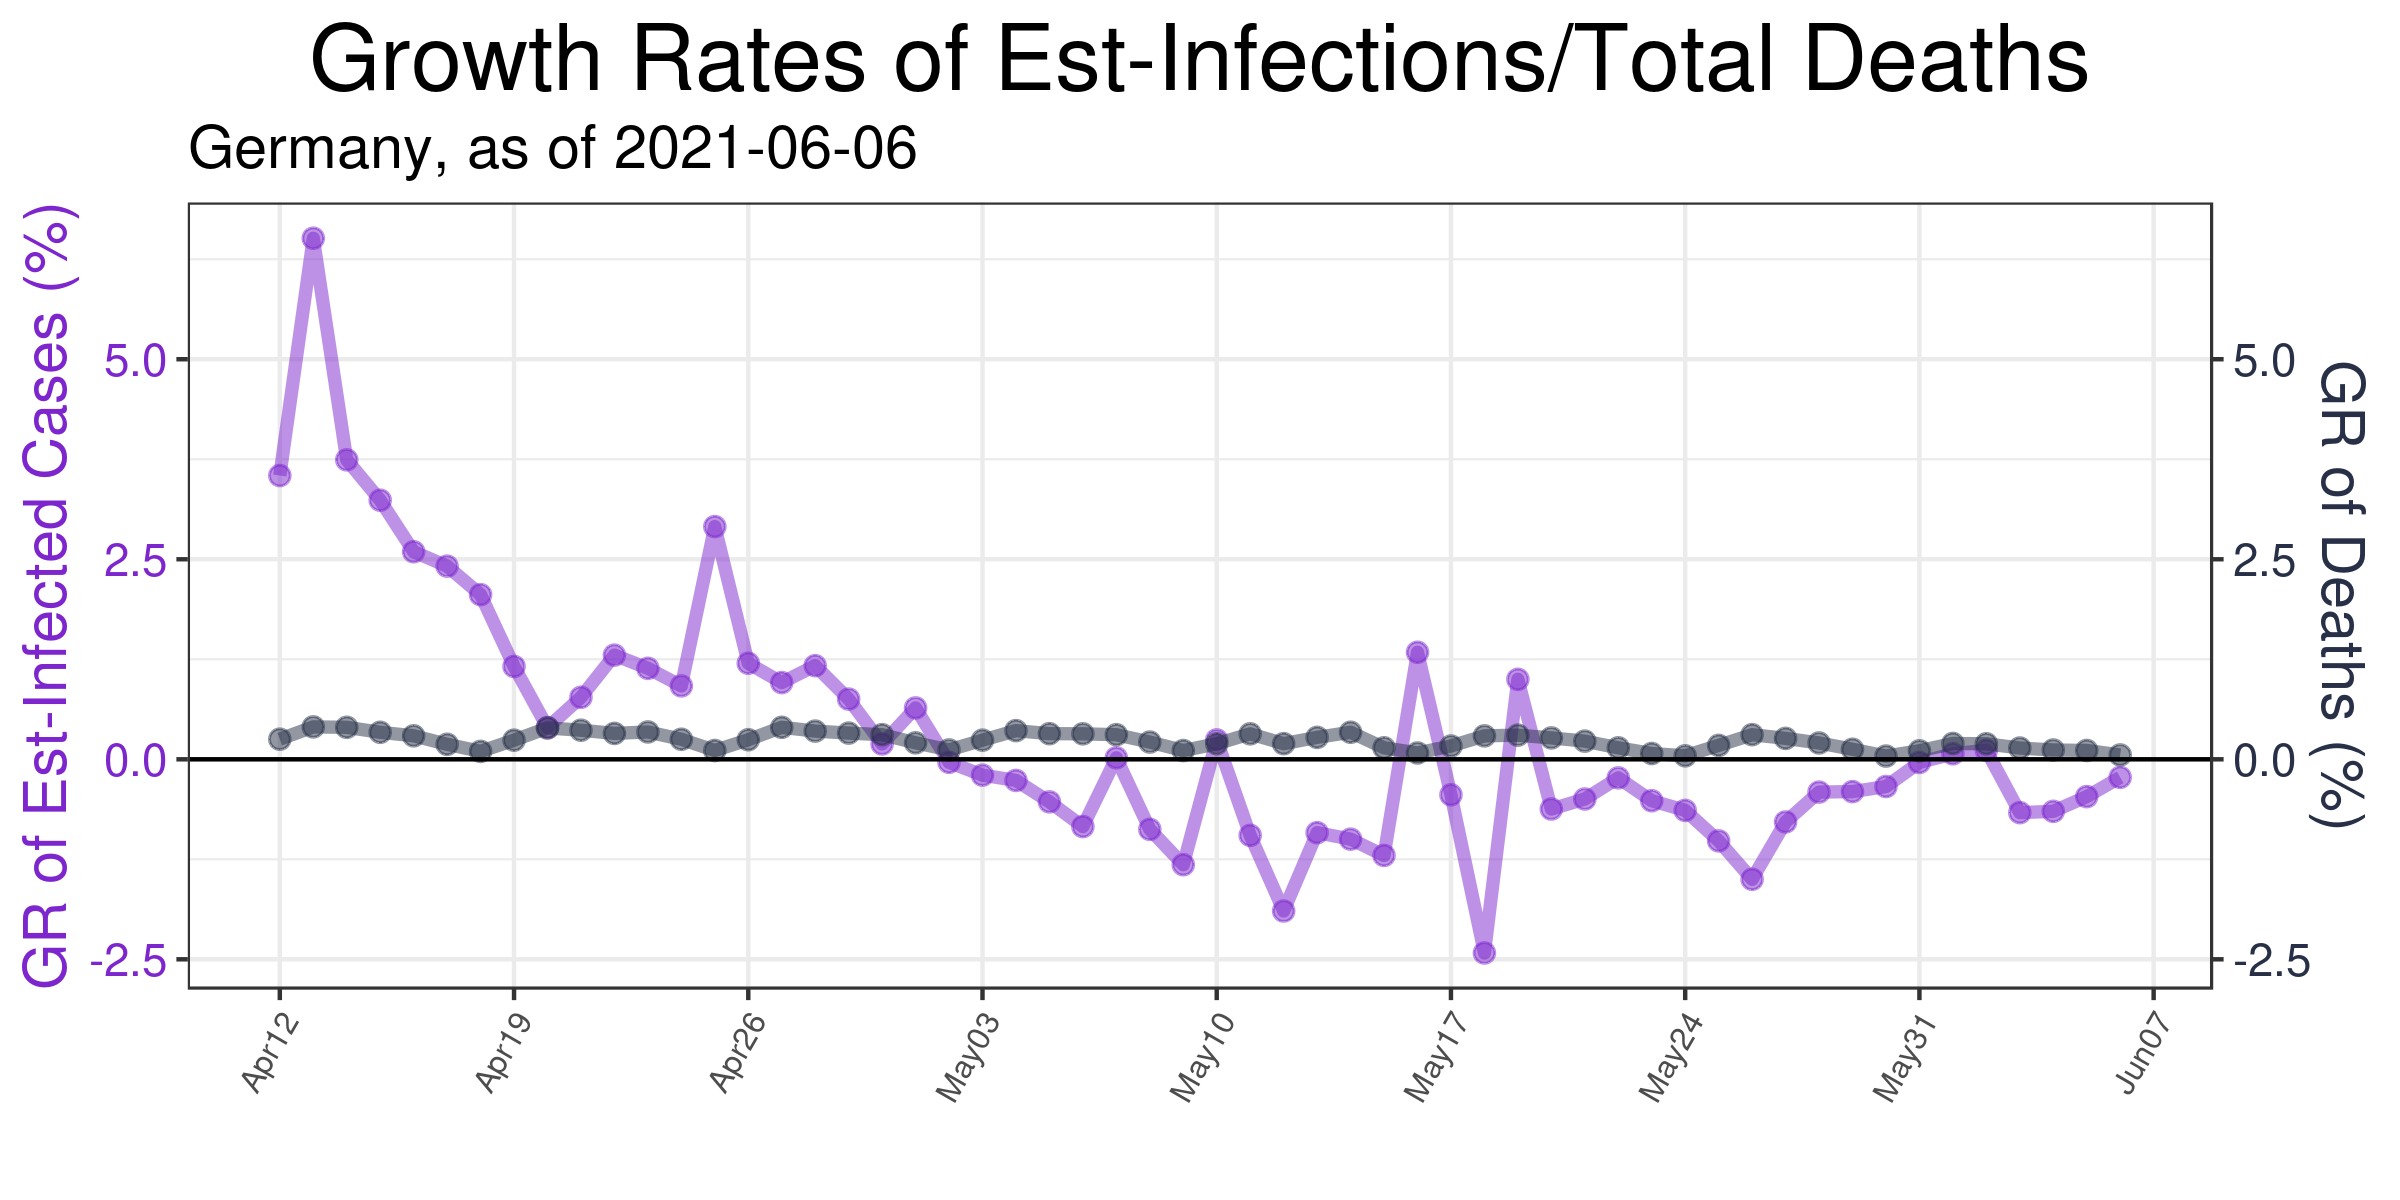 Growth Rates of Est-Infections/Total Deaths
Germany, as of 2021-06-06
GR of Est-Infected Cases (%)
5.0
2.5
0.0
-2.5
5.0
2.5
0.0
-2.5
GR of Deaths (%)
Apr12
Apr19
Apr26
May03
May10
May17
May24
May31
Jun07